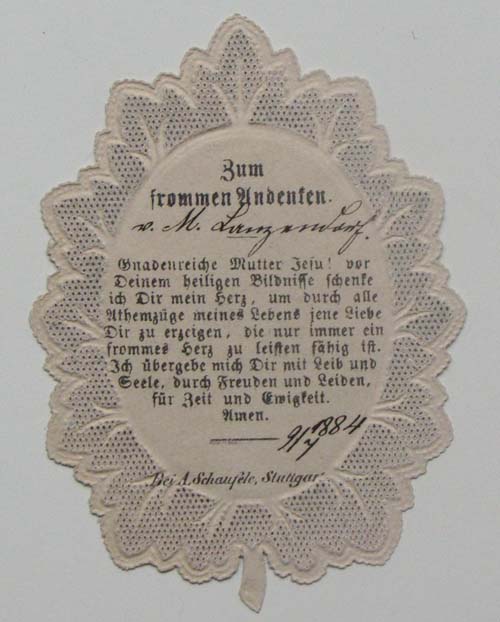 Zum
frommen Andenken.
v. M. Lanzendorf.
Gnadenreiche Mutter Jesu! vor
Deinem heiligen Bildnisse schenke
ich Dir mein Herz, um durch alle
Athemzüge meines Lebens jene Liebe
Dir zu erzeigen, die nur immer ein
frommes Herz zu leisten fähig ist.
Ich übergebe mich Dir mit Leib und
Seele, durch Freuden und Leiden,
für Zeit und Ewigkeit.
Amen.
9/7 1884
Bei A. Schaufele, Stuttgar